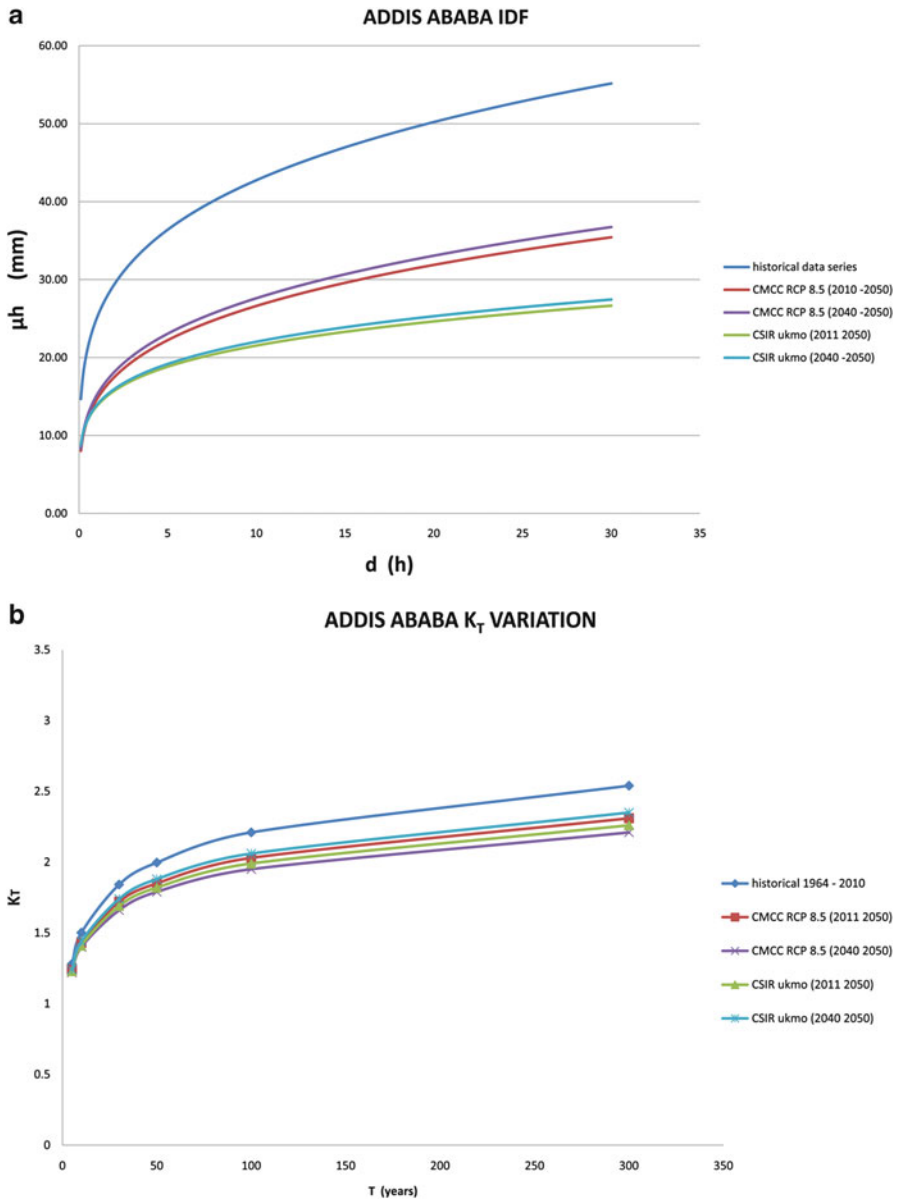 a
ADDIS ABABA IDF
60.00
50.00
40.00
30.00
20.00
10.00
0.00
µh (mm)
0 5 10 15 20 25 30 35
d (h)
historical data series
CMCC RCP 8.5 (2010 -2050)
CMCC RCP 8.5 (2040 -2050)
CSIR ukmo (2011 2050)
CSIR ukmo (2040 -2050)
b
ADDIS ABABA KT VARIATION
3.5
3
2.5
2
1.5
1
0.5
0
KT
0 50 100 150 200 250 300 350
T (years)
historical 1964 - 2010
CMCC RCP 8.5 (2011 2050)
CMCC RCP 8.5 (2040 2050)
CSIR ukmo (2011 2050)
CSIR ukmo (2040 2050)